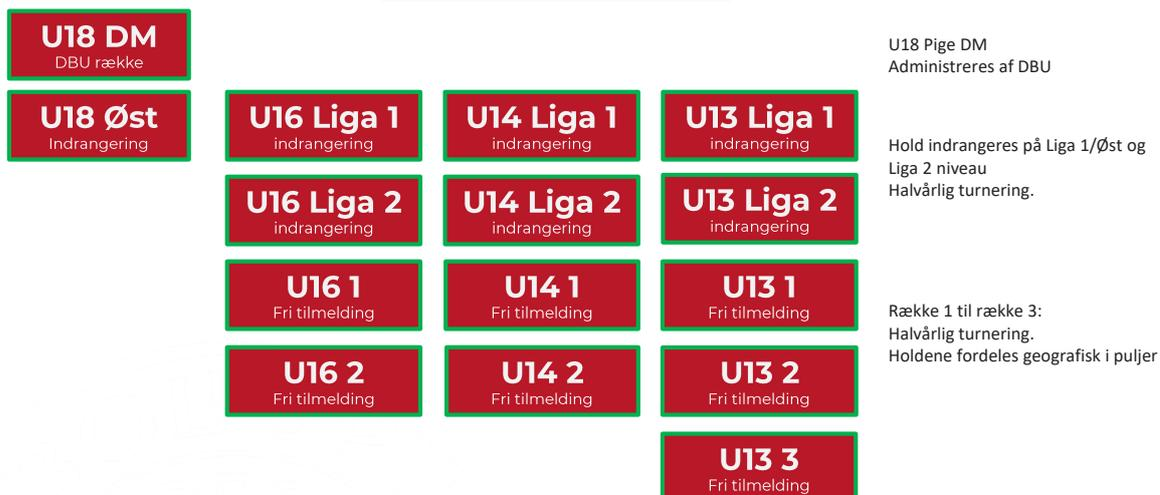 U18 DM
DBU række
U18 Pige DM
Administreres af DBU
U18 Øst
Indrangering
U16 Liga 1
indrangering
U14 Liga 1
indrangering
U13 Liga 1
indrangering
Hold indrangeres på Liga 1/Øst og
Liga 2 niveau
Halvårlig turnering.
U16 Liga 2
indrangering
U14 Liga 2
indrangering
U13 Liga 2
indrangering
U16 1
Fri tilmelding
U14 1
Fri tilmelding
U13 1
Fri tilmelding
Række 1 til række 3:
Halvårlig turnering.
Holdene fordeles geografisk i puljer
U16 2
Fri tilmelding
U14 2
Fri tilmelding
U13 2
Fri tilmelding
U13 3
Fri tilmelding